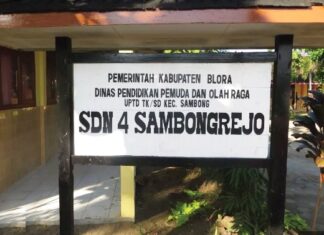 PEMERINTAH KABUPATEN BLORA
DINAS PENDIDIKAN PEMUDA DAN OLAH RAGA
UPTD TK/SD KEC. SAMBONG
SDN 4 SAMBONGREJO